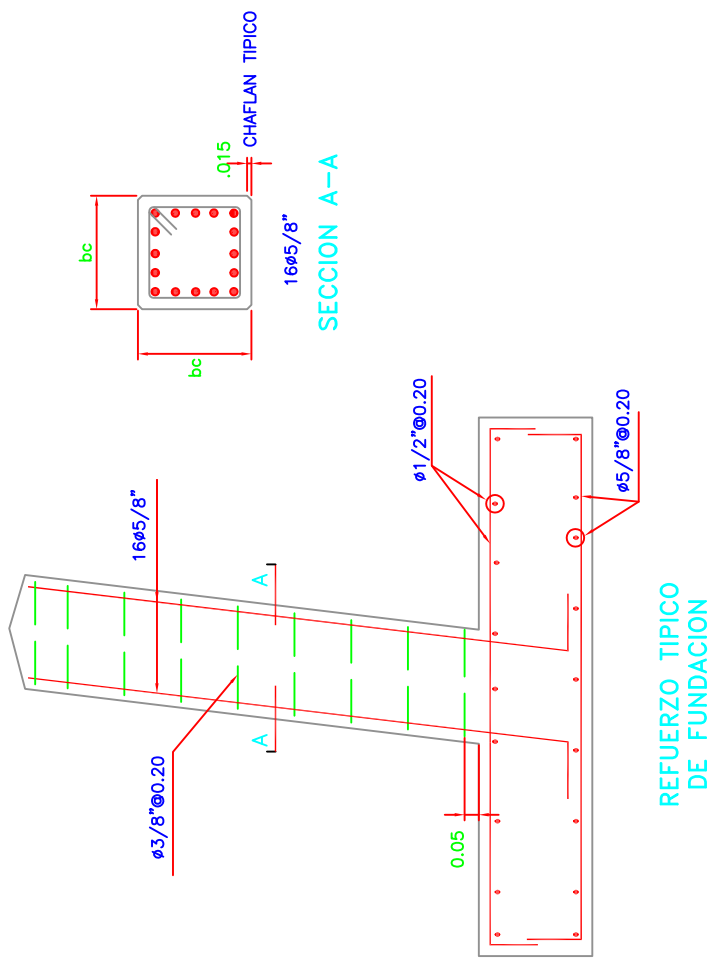 bc
bc
.015
CHAFLAN TIPICO
16ø5/8"
SECCION A-A
16ø5/8"
A
A
ø3/8"@0.20
0.05
ø1/2"@0.20
ø5/8"@0.20
REFUERZO TIPICO
DE FUNDACION